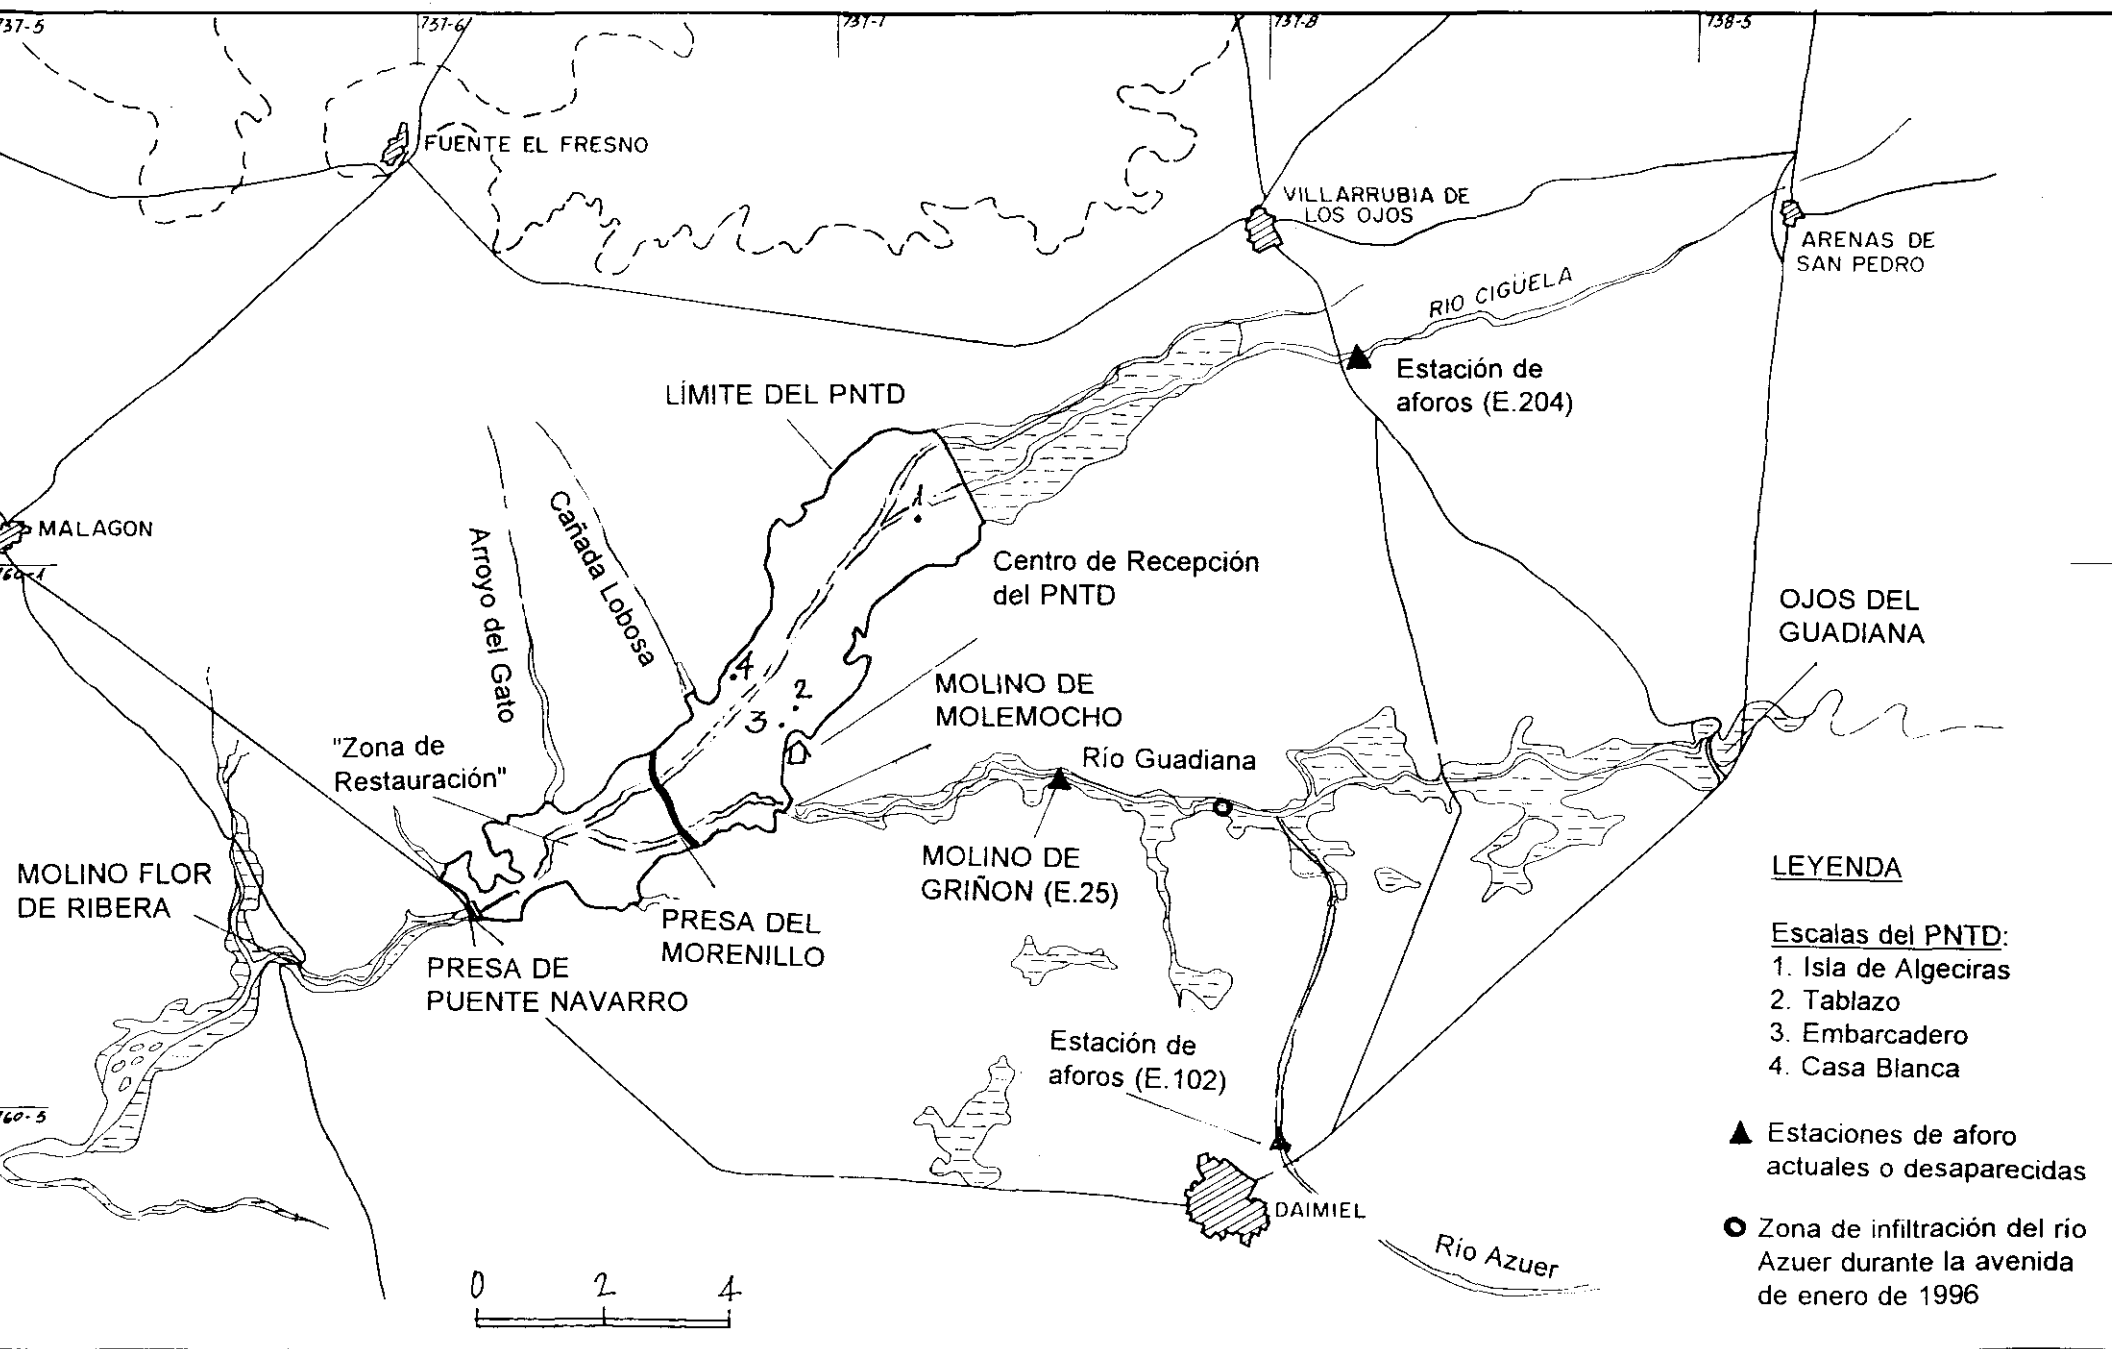 737-5
737-6
737-7
737-8
738-5
FUENTE EL FRESNO
VILLARRUBIA DE
LOS OJOS
ARENAS DE
SAN PEDRO
RIO CIGÜELA
Estación de
aforos (E.204)
LÍMITE DEL PNTD
1
MALAGON
760-1
Arroyo del Gato
Cañada Lobosa
Centro de Recepción
del PNTD
OJOS DEL
GUADIANA
4
2
3
MOLINO DE
MOLEMOCHO
"Zona de
Restauración"
Río Guadiana
MOLINO FLOR
DE RIBERA
MOLINO DE
GRIÑON (E.25)
PRESA DEL
MORENILLO
PRESA DE
PUENTE NAVARRO
Estación de
aforos (E.102)
760-5
DAIMIEL
Río Azuer
0 2 4
LEYENDA
Escalas del PNTD:
1. Isla de Algeciras
2. Tablazo
3. Embarcadero
4. Casa Blanca
Estaciones de aforo
actuales o desaparecidas
Zona de infiltración del río
Azuer durante la avenida
de enero de 1996